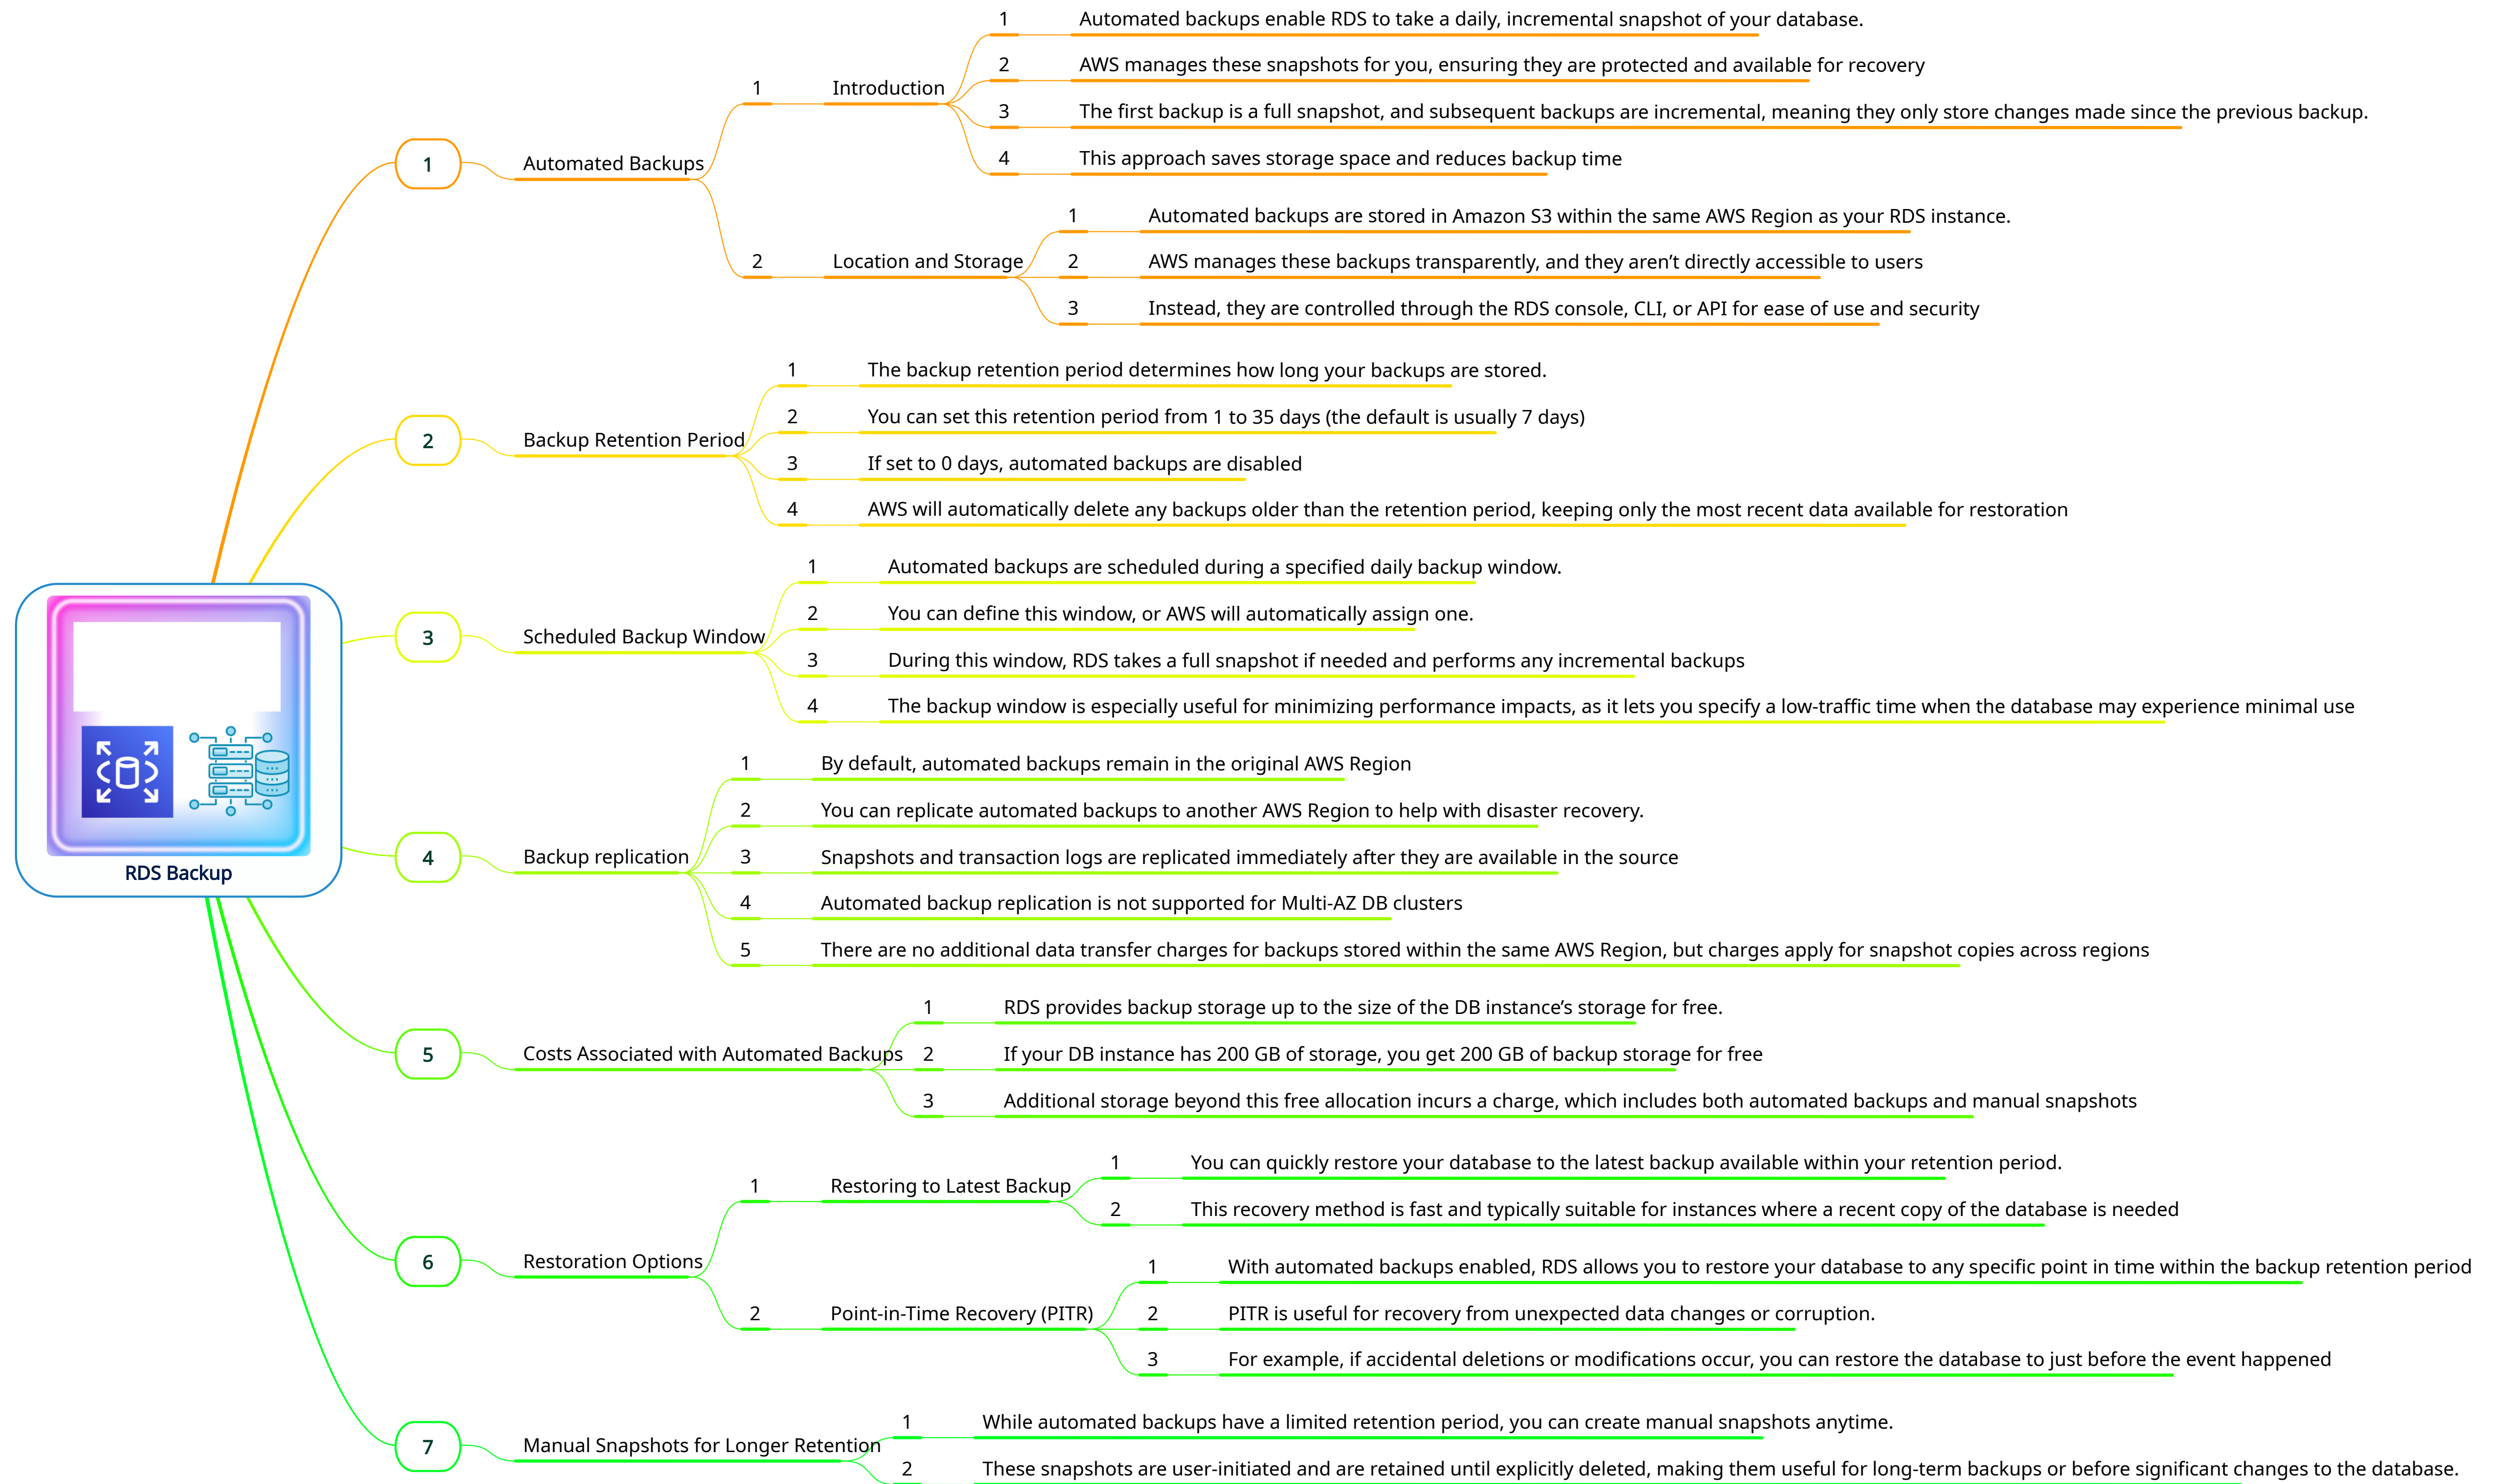 RDS Backup
1
Automated Backups
1
Introduction
1
Automated backups enable RDS to take a daily, incremental snapshot of your database.
2
AWS manages these snapshots for you, ensuring they are protected and available for recovery
3
The first backup is a full snapshot, and subsequent backups are incremental, meaning they only store changes made since the previous backup.
4
This approach saves storage space and reduces backup time
2
Location and Storage
1
Automated backups are stored in Amazon S3 within the same AWS Region as your RDS instance.
2
AWS manages these backups transparently, and they aren’t directly accessible to users
3
Instead, they are controlled through the RDS console, CLI, or API for ease of use and security
2
Backup Retention Period
1
The backup retention period determines how long your backups are stored.
2
You can set this retention period from 1 to 35 days (the default is usually 7 days)
3
If set to 0 days, automated backups are disabled
4
AWS will automatically delete any backups older than the retention period, keeping only the most recent data available for restoration
3
Scheduled Backup Window
1
Automated backups are scheduled during a specified daily backup window.
2
You can define this window, or AWS will automatically assign one.
3
During this window, RDS takes a full snapshot if needed and performs any incremental backups
4
The backup window is especially useful for minimizing performance impacts, as it lets you specify a low-traffic time when the database may experience minimal use
4
Backup replication
1
By default, automated backups remain in the original AWS Region
2
You can replicate automated backups to another AWS Region to help with disaster recovery.
3
Snapshots and transaction logs are replicated immediately after they are available in the source
4
Automated backup replication is not supported for Multi-AZ DB clusters
5
There are no additional data transfer charges for backups stored within the same AWS Region, but charges apply for snapshot copies across regions
5
Costs Associated with Automated Backups
1
RDS provides backup storage up to the size of the DB instance’s storage for free.
2
If your DB instance has 200 GB of storage, you get 200 GB of backup storage for free
3
Additional storage beyond this free allocation incurs a charge, which includes both automated backups and manual snapshots
6
Restoration Options
1
Restoring to Latest Backup
1
You can quickly restore your database to the latest backup available within your retention period.
2
This recovery method is fast and typically suitable for instances where a recent copy of the database is needed
2
Point-in-Time Recovery (PITR)
1
With automated backups enabled, RDS allows you to restore your database to any specific point in time within the backup retention period
2
PITR is useful for recovery from unexpected data changes or corruption.
3
For example, if accidental deletions or modifications occur, you can restore the database to just before the event happened
7
Manual Snapshots for Longer Retention
1
While automated backups have a limited retention period, you can create manual snapshots anytime.
2
These snapshots are user-initiated and are retained until explicitly deleted, making them useful for long-term backups or before significant changes to the database.